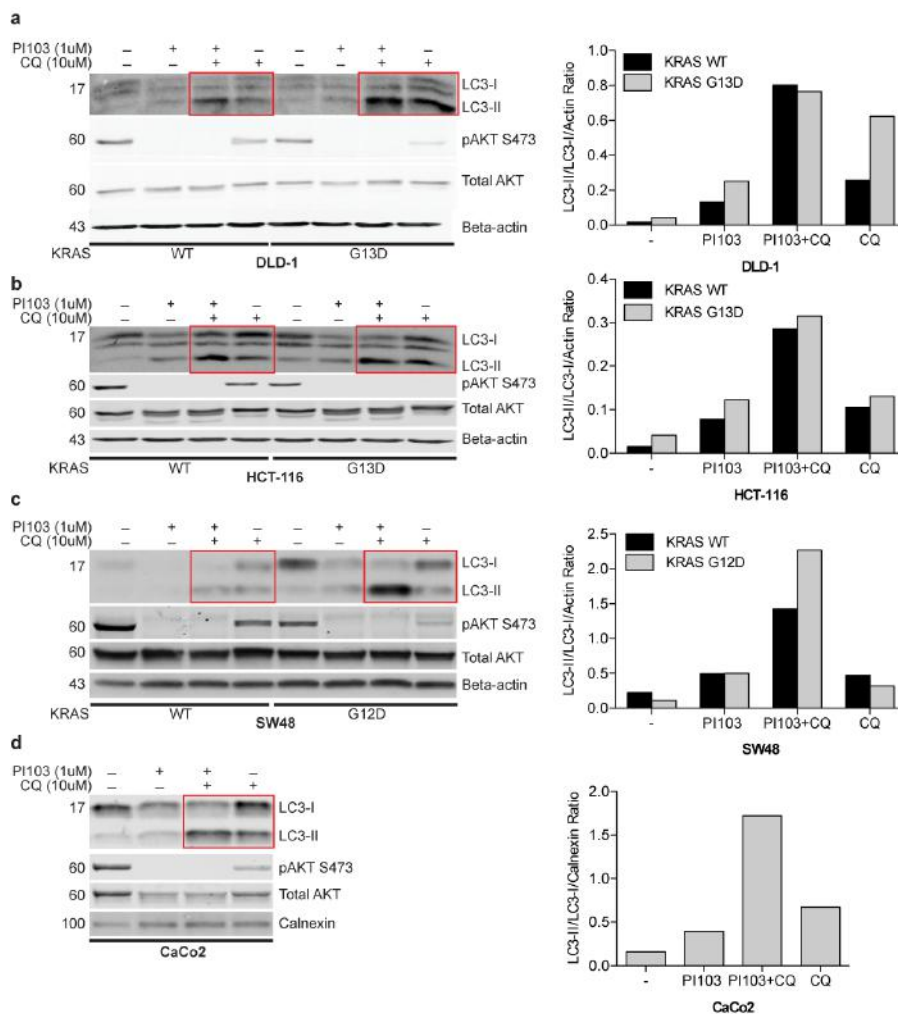 a
PI103 (1uM) – + + – – + + –
CQ (10uM) – – + + – – + +
17 LC3-I
LC3-II
60 pAKT S473
60 Total AKT
43 Beta-actin
KRAS WT G13D
DLD-1
LC3-II/LC3-I/Actin Ratio
1.0
0.8
0.6
0.4
0.2
0.0
KRAS WT
KRAS G13D
- PI103 PI103+CQ CQ
DLD-1
b
PI103 (1uM) – + + – – + + –
CQ (10uM) – – + + – – + +
17 LC3-I
LC3-II
60 pAKT S473
60 Total AKT
43 Beta-actin
KRAS WT G13D
HCT-116
LC3-II/LC3-I/Actin Ratio
0.4
0.3
0.2
0.1
0.0
KRAS WT
KRAS G13D
- PI103 PI103+CQ CQ
HCT-116
c
PI103 (1uM) – + + – – + + –
CQ (10uM) – – + + – – + +
17 LC3-I
LC3-II
60 pAKT S473
60 Total AKT
43 Beta-actin
KRAS WT G12D
SW48
LC3-II/LC3-I/Actin Ratio
2.5
2.0
1.5
1.0
0.5
0.0
KRAS WT
KRAS G12D
- PI103 PI103+CQ CQ
SW48
d
PI103 (1uM) – + + –
CQ (10uM) – – + +
17 LC3-I
LC3-II
60 pAKT S473
60 Total AKT
100 Calnexin
CaCo2
LC3-II/LC3-I/Calnexin Ratio
2.0
1.5
1.0
0.5
0.0
- PI103 PI103+CQ CQ
CaCo2